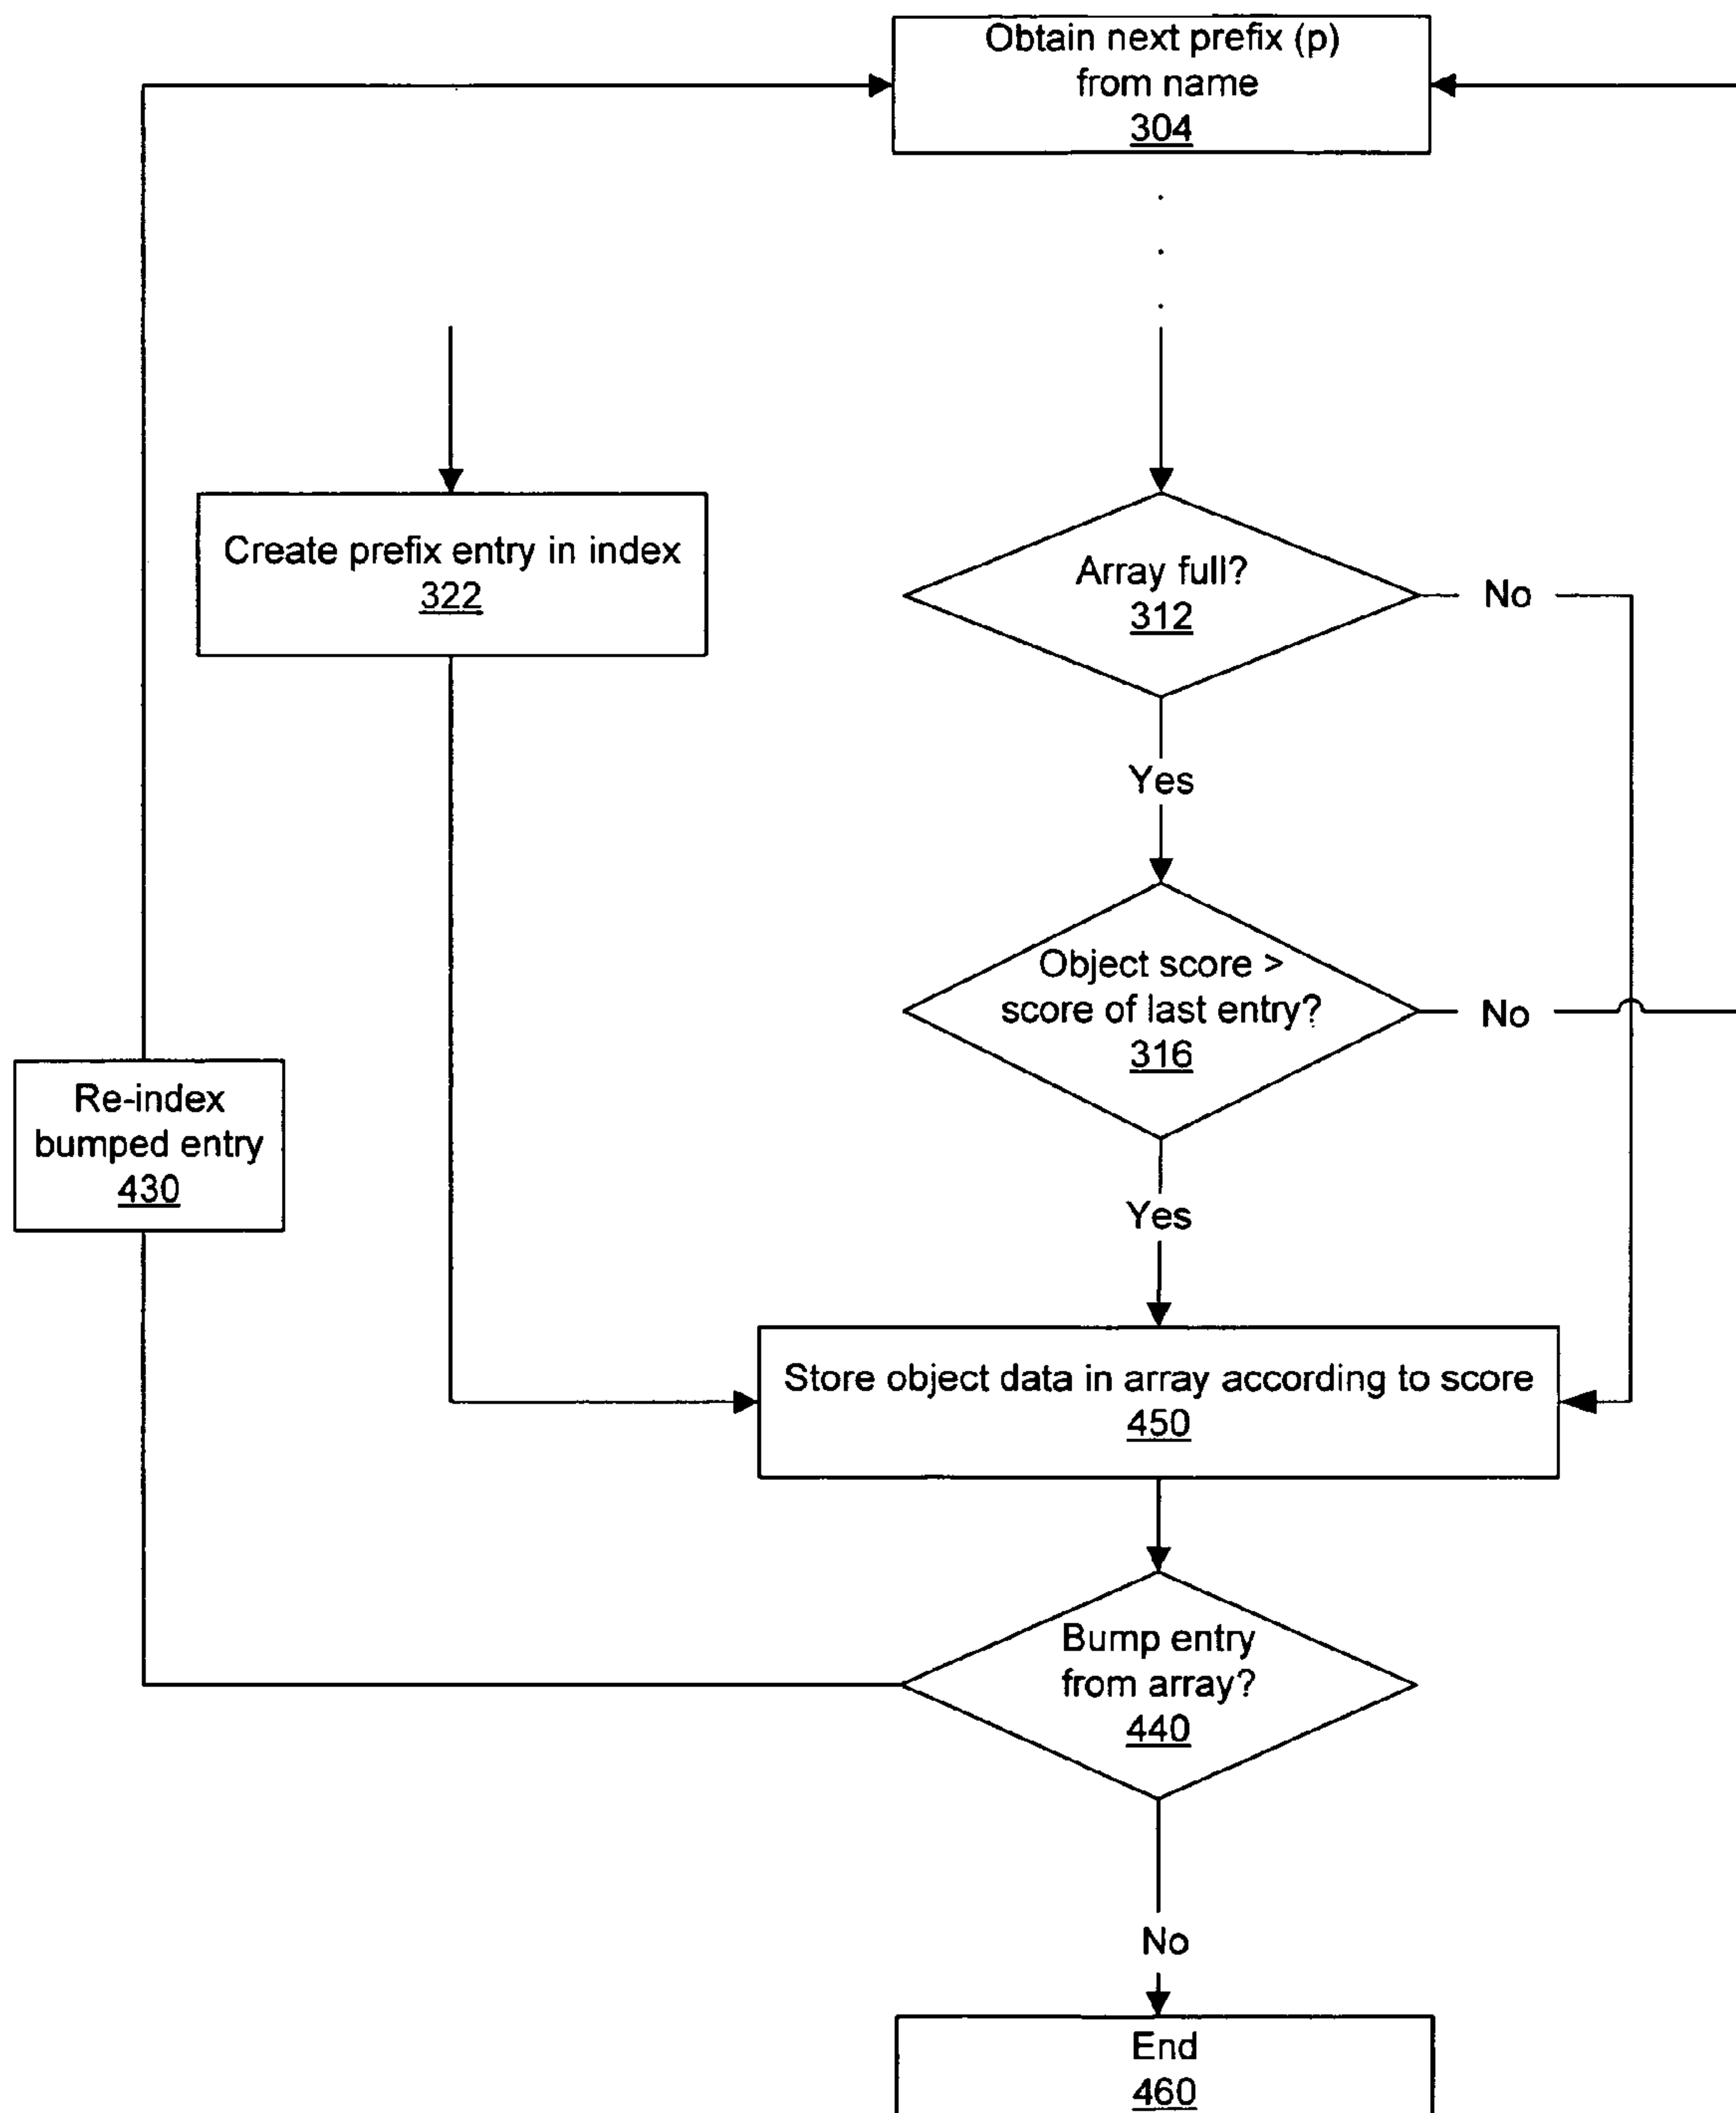 Obtain next prefix (p)
from name
304
Create prefix entry in index
322
Array full?
312
No
Yes
Object score >
score of last entry?
316
No
Re-index
bumped entry
430
Yes
Store object data in array according to score
450
Bump entry
from array?
440
No
End
460